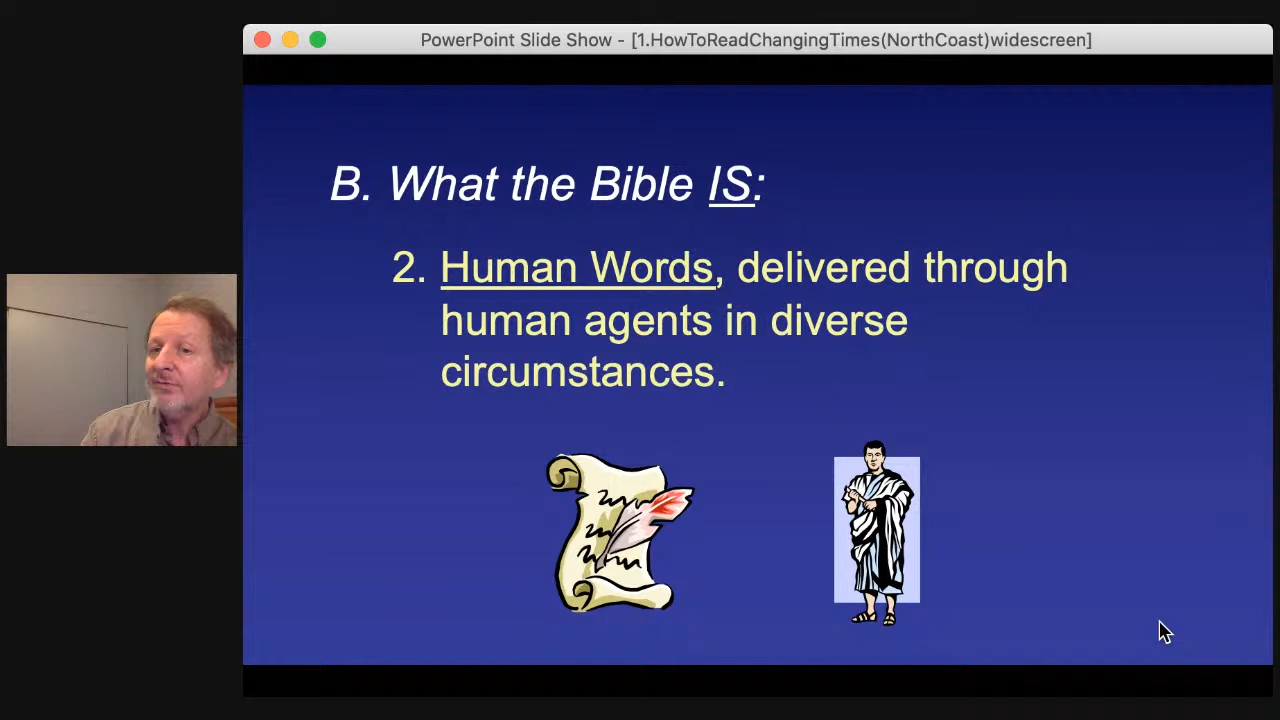 PowerPoint Slide Show - [1.HowToReadChangingTimes(NorthCoast)widescreen]
B. What the Bible IS:
2. Human Words, delivered through
human agents in diverse
circumstances.